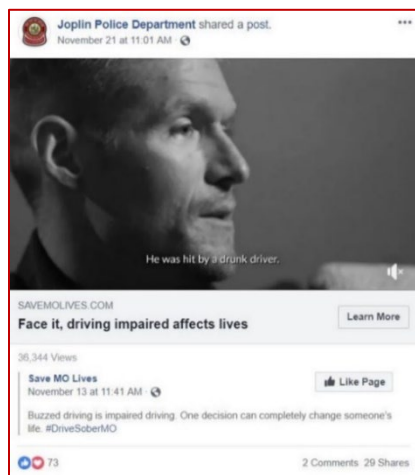 Joplin Police Department shared a post.
November 21 at 11:01 AM ·
He was hit by a drunk driver.
SAVEMOLIVES.COM
Face it, driving impaired affects lives
Learn More
36,344 Views
Save MO Lives
November 13 at 11:41 AM ·
Like Page
Buzzed driving is impaired driving. One decision can completely change someone's
life. #DriveSoberMO
73
2 Comments 29 Shares